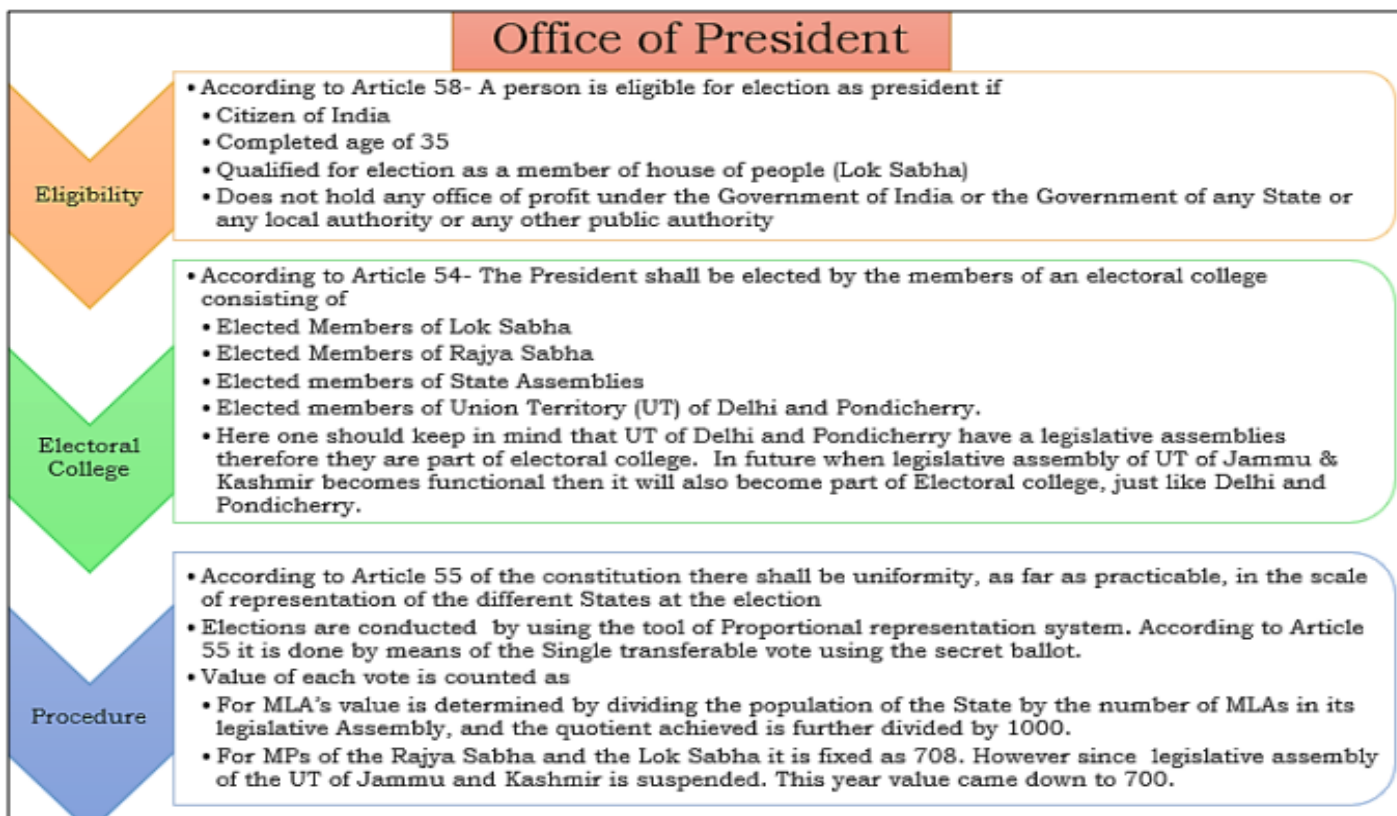 Office of President
• According to Article 58- A person is eligible for election as president if
• Citizen of India
• Completed age of 35
• Qualified for election as a member of house of people (Lok Sabha)
• Does not hold any office of profit under the Government of India or the Government of any State or
any local authority or any other public authority
Eligibility
• According to Article 54- The President shall be elected by the members of an electoral college
consisting of
• Elected Members of Lok Sabha
• Elected Members of Rajya Sabha
• Elected members of State Assemblies
• Elected members of Union Territory (UT) of Delhi and Pondicherry.
• Here one should keep in mind that UT of Delhi and Pondicherry have a legislative assemblies
therefore they are part of electoral college. In future when legislative assembly of UT of Jammu &
Kashmir becomes functional then it will also become part of Electoral college, just like Delhi and
Pondicherry.
Electoral
College
• According to Article 55 of the constitution there shall be uniformity, as far as practicable, in the scale
of representation of the different States at the election
• Elections are conducted by using the tool of Proportional representation system. According to Article
55 it is done by means of the Single transferable vote using the secret ballot.
• Value of each vote is counted as
• For MLA's value is determined by dividing the population of the State by the number of MLAs in its
legislative Assembly, and the quotient achieved is further divided by 1000.
• For MPs of the Rajya Sabha and the Lok Sabha it is fixed as 708. However since legislative assembly
of the UT of Jammu and Kashmir is suspended. This year value came down to 700.
Procedure